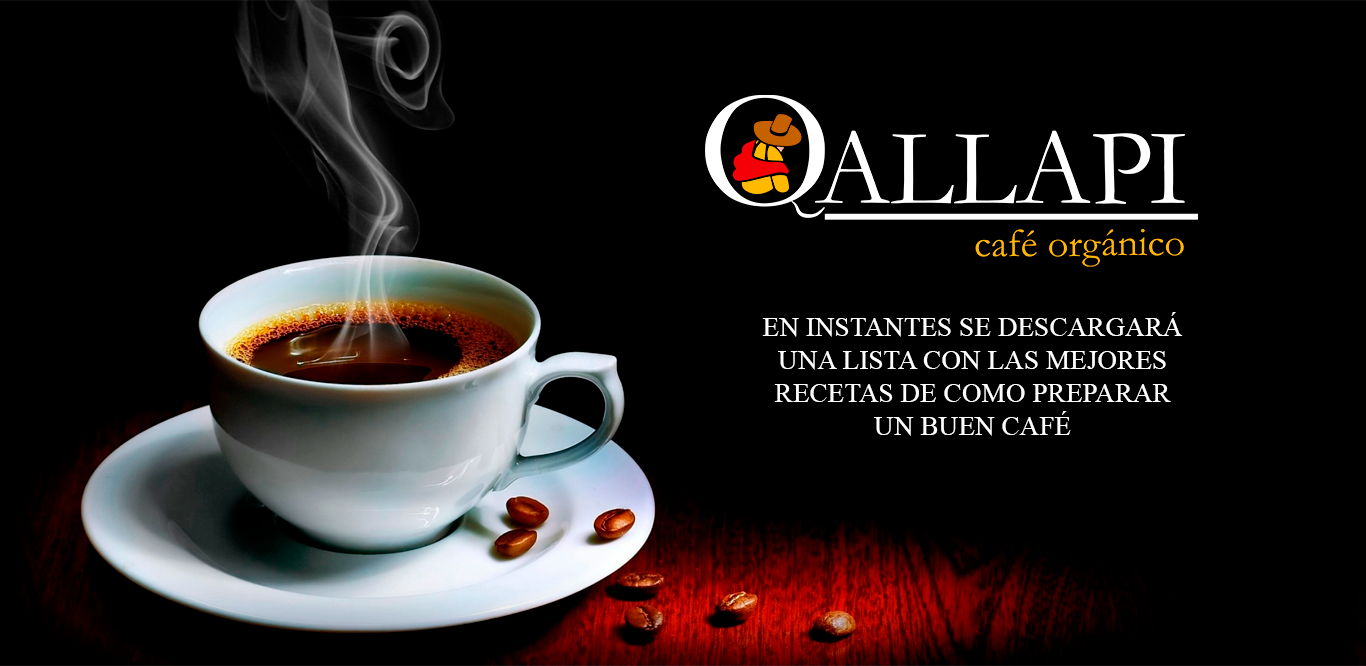 QALLAPI
café orgánico
EN INSTANTES SE DESCARGARÁ
UNA LISTA CON LAS MEJORES
RECETAS DE COMO PREPARAR
UN BUEN CAFÉ